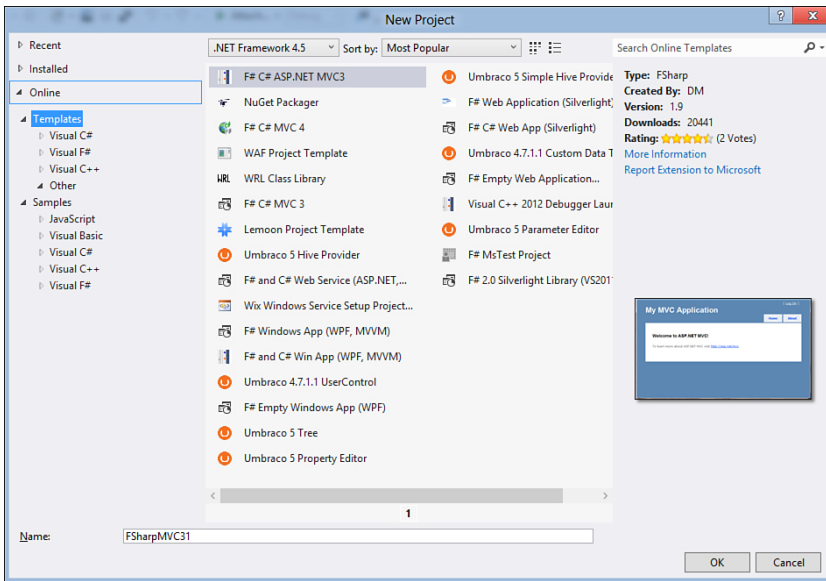 New Project
?
x
Recent
Installed
Online
Templates
Visual C#
Visual F#
Visual C++
Other
Samples
JavaScript
Visual Basic
Visual C#
Visual C++
Visual F#
.NET Framework 4.5
Sort by: Most Popular
F# C# ASP.NET MVC3
NuGet Packager
F# C# MVC 4
WAF Project Template
WRL WRL Class Library
F# C# MVC 3
Lemoon Project Template
Umbraco 5 Hive Provider
F# and C# Web Service (ASP.NET,...
Wix Windows Service Setup Project...
F# Windows App (WPF, MVVM)
F# and C# Win App (WPF, MVVM)
Umbraco 4.7.1.1 UserControl
F# Empty Windows App (WPF)
Umbraco 5 Tree
Umbraco 5 Property Editor
Umbraco 5 Simple Hive Provide
F# Web Application (Silverlight)
F# C# Web App (Silverlight)
Umbraco 4.7.1.1 Custom Data T
F# Empty Web Application...
Visual C++ 2012 Debugger Laun
Umbraco 5 Parameter Editor
F# MsTest Project
F# 2.0 Silverlight Library (VS201
1
Search Online Templates
Type: FSharp
Created By: DM
Version: 1.9
Downloads: 20441
Rating: (2 Votes)
More Information
Report Extension to Microsoft
My MVC Application
Home About
Welcome to ASP.NET MVC!
Name: FSharpMVC31
OK Cancel